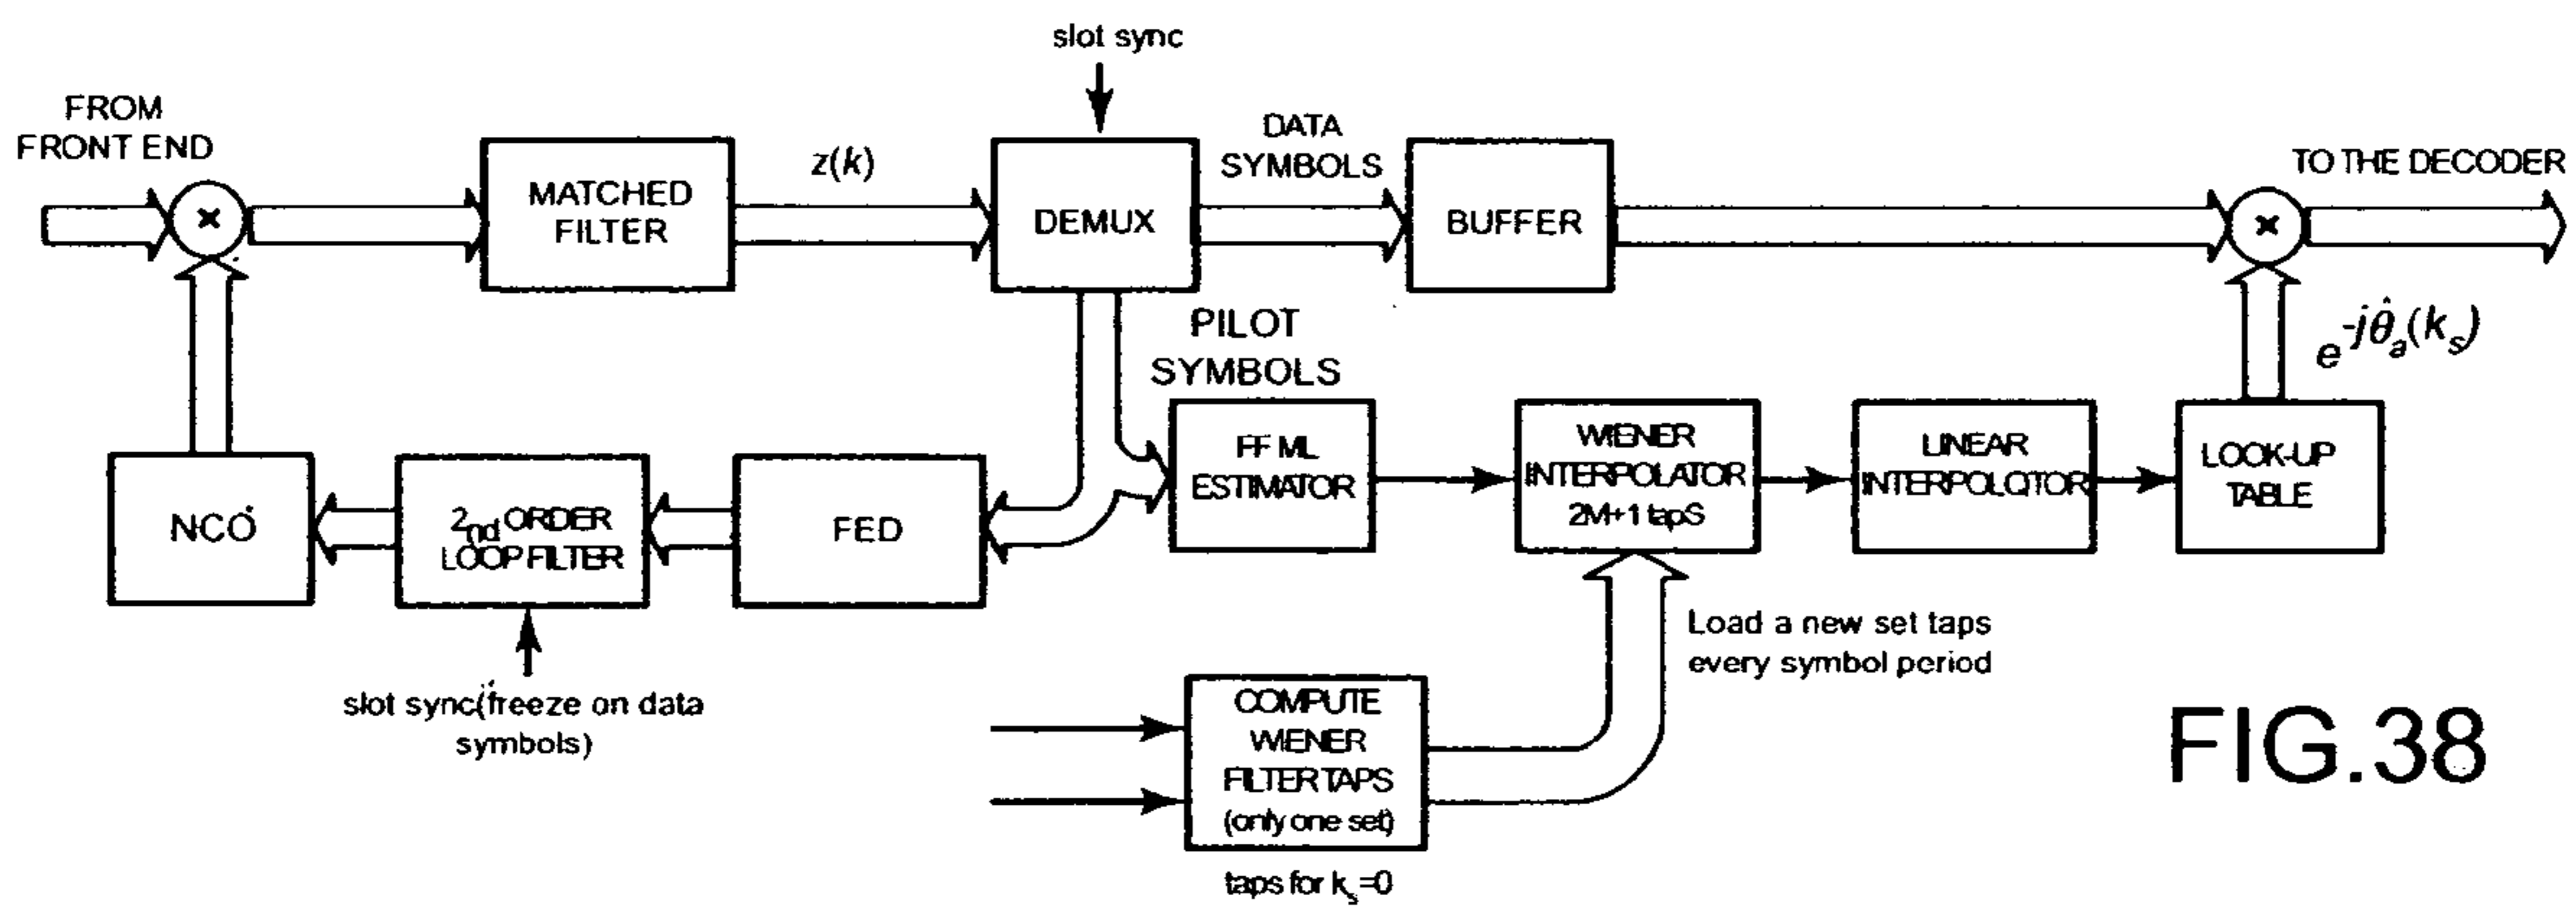 slot sync
FROM
FRONT END
MATCHED
FILTER
z(k)
DEMUX
DATA
SYMBOLS
BUFFER
TO THE DECODER
PILOT
SYMBOLS
e^-jθ̂a(ks)
NCO
2nd ORDER
LOOP FILTER
FED
FF ML
ESTIMATOR
WIENER
INTERPOLATOR
2M+1 tapS
LINEAR
INTERPOLQTOR
LOOK-UP
TABLE
slot sync(freeze on data
symbols)
Load a new set taps
every symbol period
COMPUTE
WIENER
FILTER TAPS
(only one set)
taps for ks=0
FIG.38